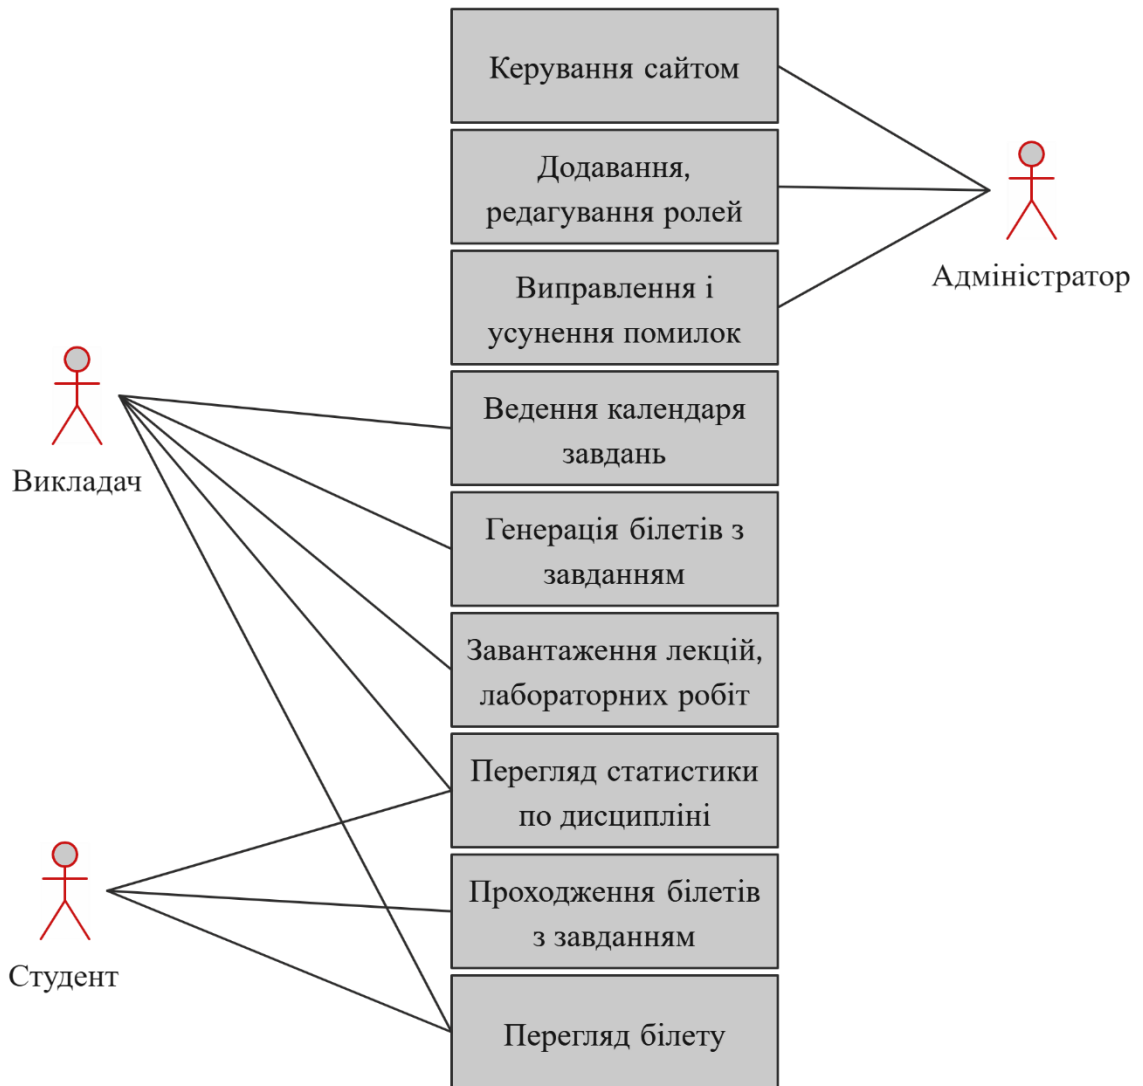 Керування сайтом
Додавання,
редагування ролей
Адміністратор
Виправлення і
усунення помилок
Викладач
Ведення календаря
завдань
Генерація білетів з
завданням
Завантаження лекцій,
лабораторних робіт
Перегляд статистики
по дисципліні
Студент
Проходження білетів
з завданням
Перегляд білету